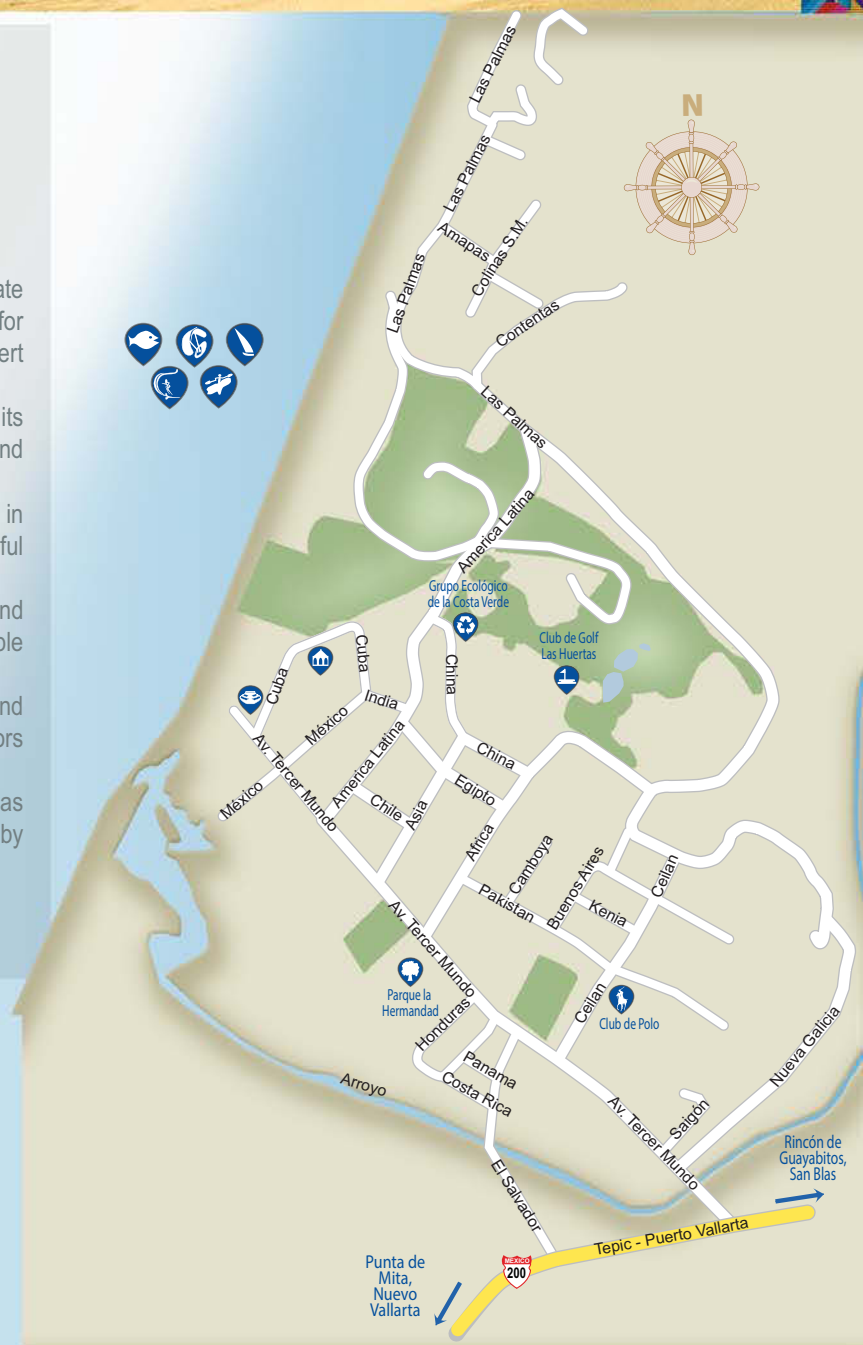 N
Las Palmas
Las Palmas
Amapas
Colinas S.M.
Las Palmas
Contentas
Las Palmas
America Latina
Grupo Ecológico
de la Costa Verde
Club de Golf
Las Huertas
Cuba
Cuba
China
India
México
México
Av. Tercer Mundo
America Latina
China
Egipto
Chile
Asia
Africa
Camboya
Buenos Aires
Ceilan
Pakistan
Kenia
Av. Tercer Mundo
Parque la
Hermandad
Ceilan
Club de Polo
Honduras
Panama
Costa Rica
Arroyo
Nueva Galicia
Saigón
Av. Tercer Mundo
Rincón de
Guayabitos,
San Blas
El Salvador
Tepic - Puerto Vallarta
MÉXICO
200
Punta de
Mita,
Nuevo
Vallarta
ate
for
ert
its
nd
in
ful
nd
ple
nd
ors
as
by